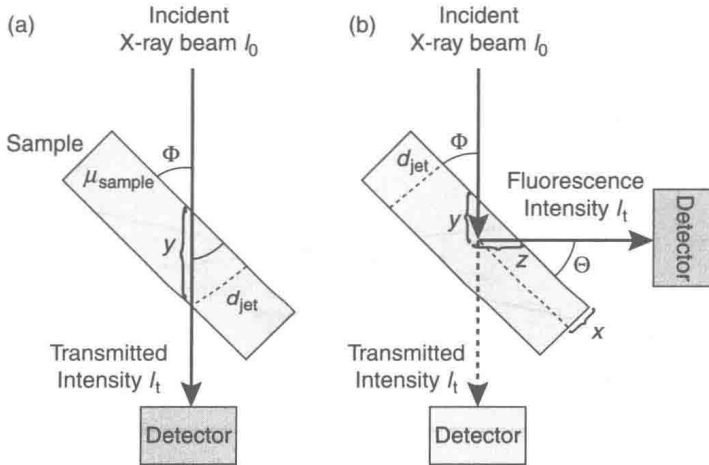 (a)
Incident
X-ray beam I₀
Sample
Φ
μsample
y
djet
Transmitted
Intensity Iₜ
Detector
(b)
Incident
X-ray beam I₀
Φ
djet
Fluorescence
Intensity Iₜ
Detector
y
z
Θ
x
Transmitted
Intensity Iₜ
Detector